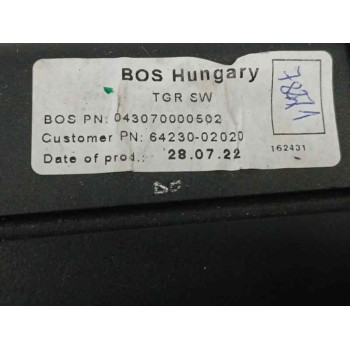 BOS Hungary
TGR SW
BOS PN: 043070000502
Customer PN: 64230-02020
Date of prod.: 28.07.22
162431